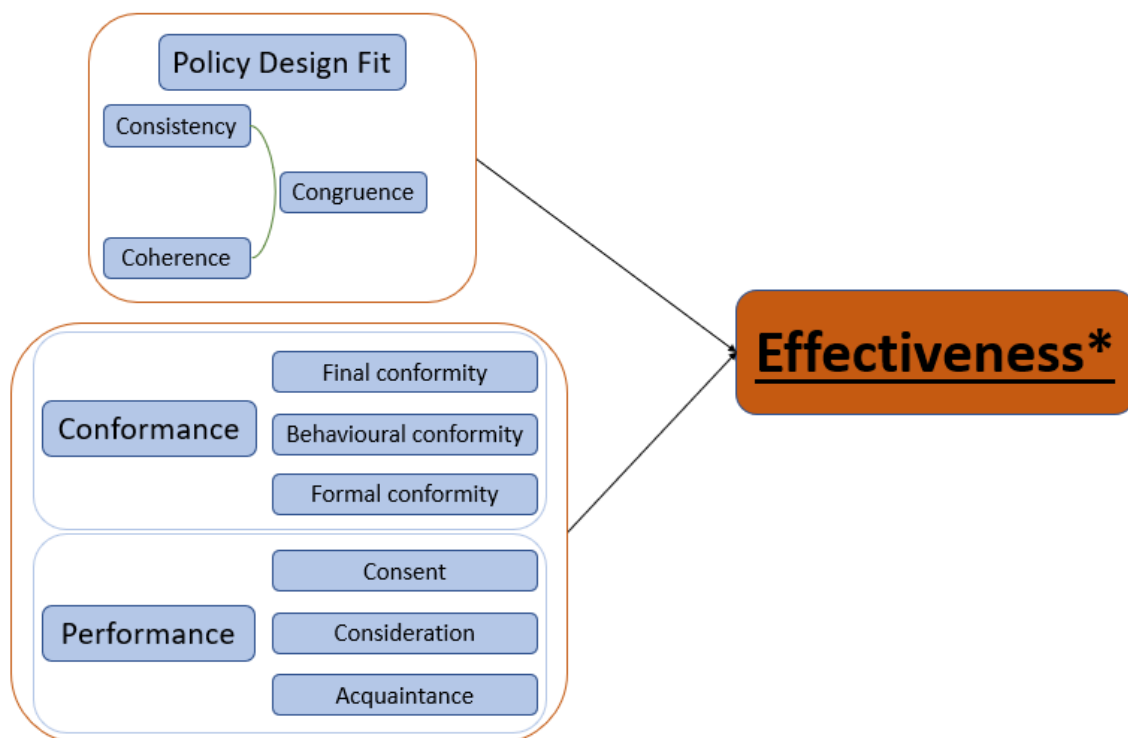 Policy Design Fit
Consistency
Congruence
Coherence
Effectiveness*
Conformance
Final conformity
Behavioural conformity
Formal conformity
Performance
Consent
Consideration
Acquaintance